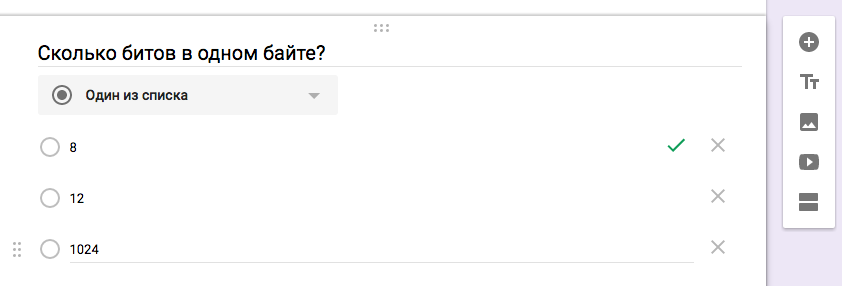 Сколько битов в одном байте?
Один из списка
8
12
1024